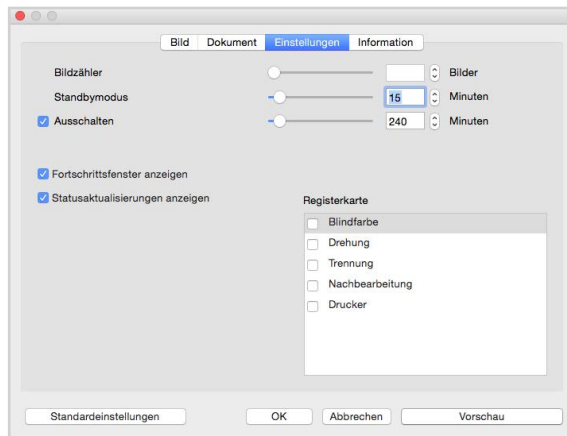 Bild Dokument Einstellungen Information
Bildzähler Bilder
Standbymodus 15 Minuten
Ausschalten 240 Minuten
Fortschrittsfenster anzeigen
Statusaktualisierungen anzeigen
Registerkarte
Blindfarbe
Drehung
Trennung
Nachbearbeitung
Drucker
Standardeinstellungen OK Abbrechen Vorschau